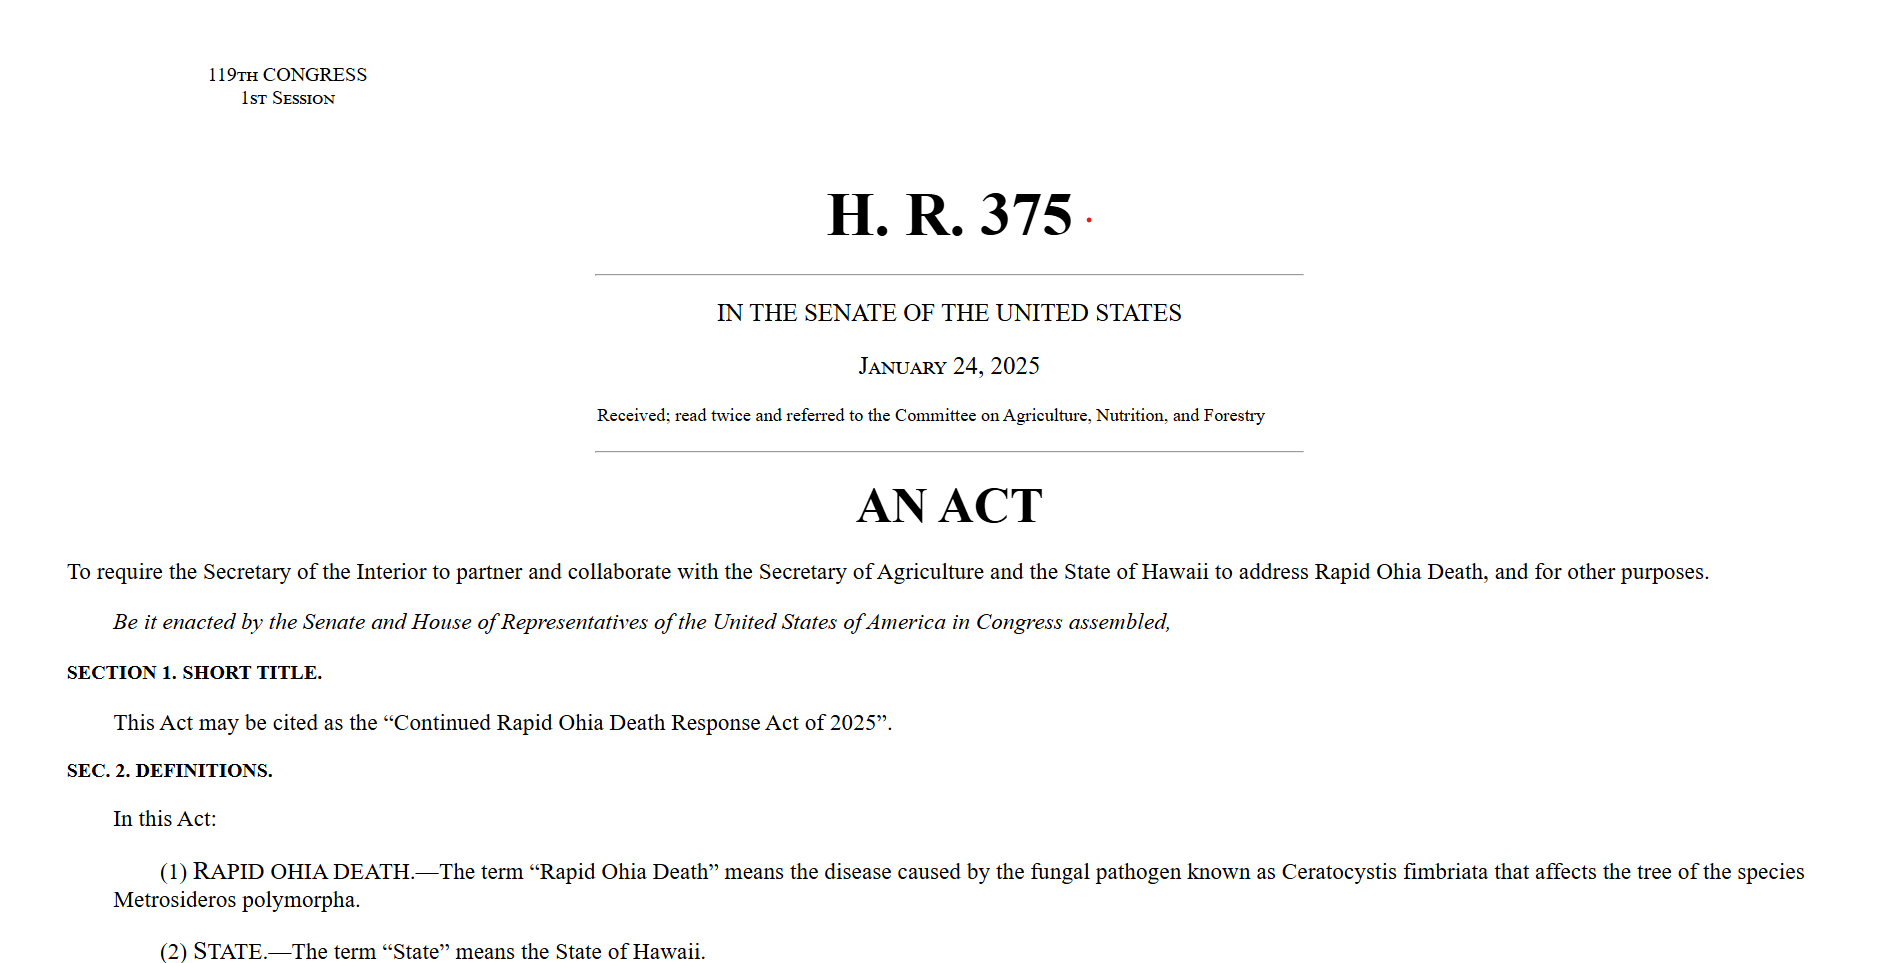 119TH CONGRESS
1ST SESSION
H. R. 375
IN THE SENATE OF THE UNITED STATES
JANUARY 24, 2025
Received; read twice and referred to the Committee on Agriculture, Nutrition, and Forestry
AN ACT
To require the Secretary of the Interior to partner and collaborate with the Secretary of Agriculture and the State of Hawaii to address Rapid Ohia Death, and for other purposes.
Be it enacted by the Senate and House of Representatives of the United States of America in Congress assembled,
SECTION 1. SHORT TITLE.
This Act may be cited as the “Continued Rapid Ohia Death Response Act of 2025”.
SEC. 2. DEFINITIONS.
In this Act:
(1) RAPID OHIA DEATH.—The term “Rapid Ohia Death” means the disease caused by the fungal pathogen known as Ceratocystis fimbriata that affects the tree of the species
Metrosideros polymorpha.
(2) STATE.—The term “State” means the State of Hawaii.